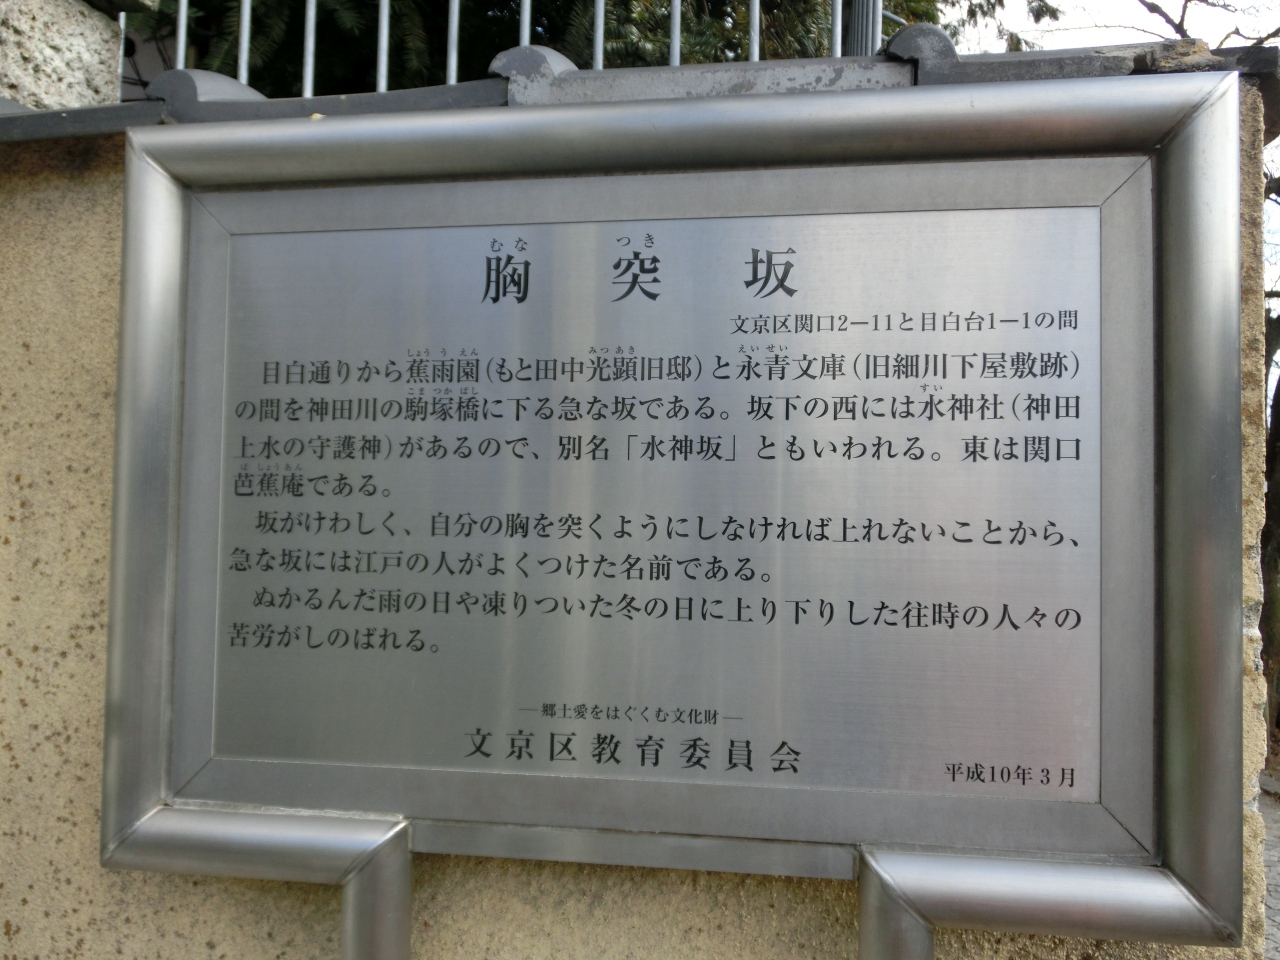 むな つき
胸 突 坂
文京区関口2−11と目白台1−1の間
しょう う えん みつ あき えい せい
目白通りから蕉雨園(もと田中光顕旧邸)と永青文庫(旧細川下屋敷跡)
こま つか ばし すい
の間を神田川の駒塚橋に下る急な坂である。坂下の西には水神社(神田
上水の守護神)があるので、別名「水神坂」ともいわれる。東は関口
ば しょう あん
芭蕉庵である。
坂がけわしく、自分の胸を突くようにしなければ上れないことから、
急な坂には江戸の人がよくつけた名前である。
ぬかるんだ雨の日や凍りついた冬の日に上り下りした往時の人々の
苦労がしのばれる。
―郷土愛をはぐくむ文化財―
文京区教育委員会
平成10年3月